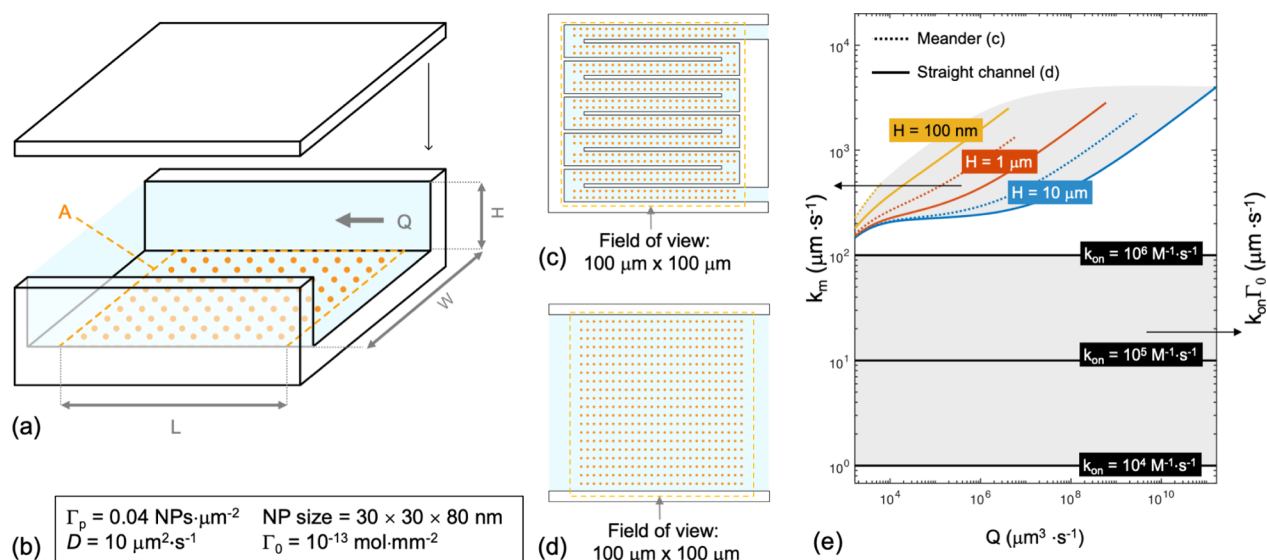 A
Q
H
W
L
(a)
(b)
Γp = 0.04 NPs·μm⁻²
NP size = 30 × 30 × 80 nm
D = 10 μm²·s⁻¹
Γ0 = 10⁻¹³ mol·mm⁻²
(c)
Field of view:
100 μm x 100 μm
(d)
Field of view:
100 μm x 100 μm
(e)
km (μm·s⁻¹)
10⁴
10³
10²
10¹
10⁰
Meander (c)
Straight channel (d)
H = 100 nm
H = 1 μm
H = 10 μm
kon = 10⁶ M⁻¹·s⁻¹
kon = 10⁵ M⁻¹·s⁻¹
kon = 10⁴ M⁻¹·s⁻¹
konΓ0 (μm·s⁻¹)
10⁴
10⁶
10⁸
10¹⁰
Q (μm³·s⁻¹)